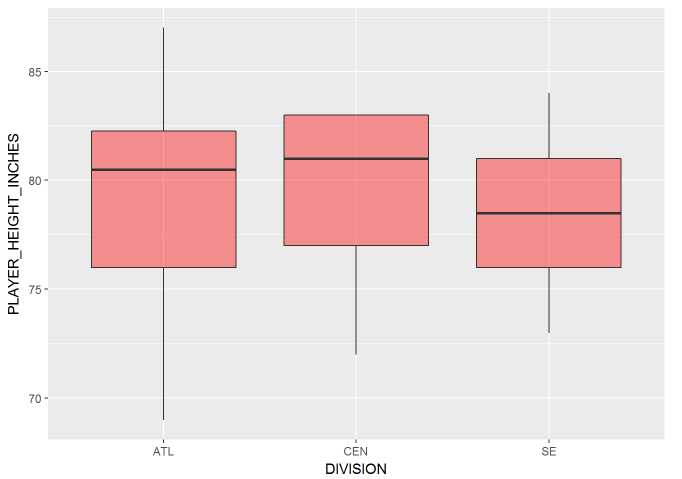 PLAYER_HEIGHT_INCHES
85
80
75
70
ATL CEN SE
DIVISION